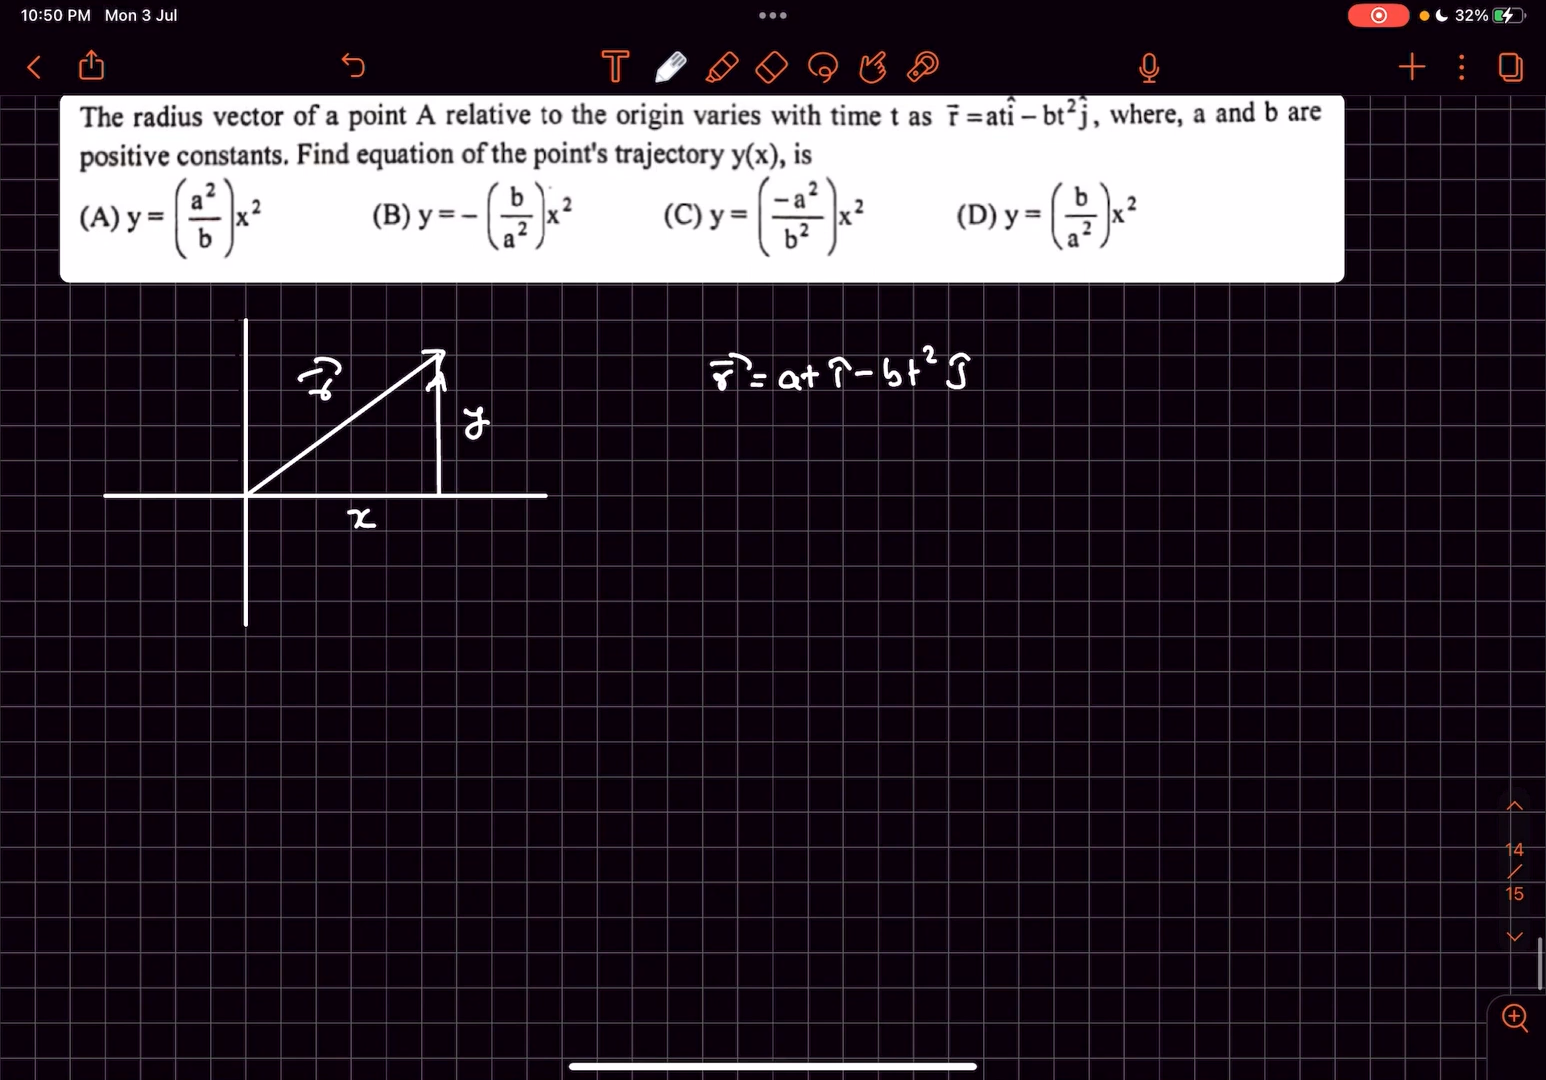 10:50 PM Mon 3 Jul
32%
The radius vector of a point A relative to the origin varies with time t as r⃗ = atî – bt²ĵ, where, a and b are
positive constants. Find equation of the point's trajectory y(x), is
(A) y = (a²/b)x² (B) y = – (b/a²)x² (C) y = (–a²/b²)x² (D) y = (b/a²)x²
r⃗
r⃗ = at î – bt² ĵ
y
x
14
/
15